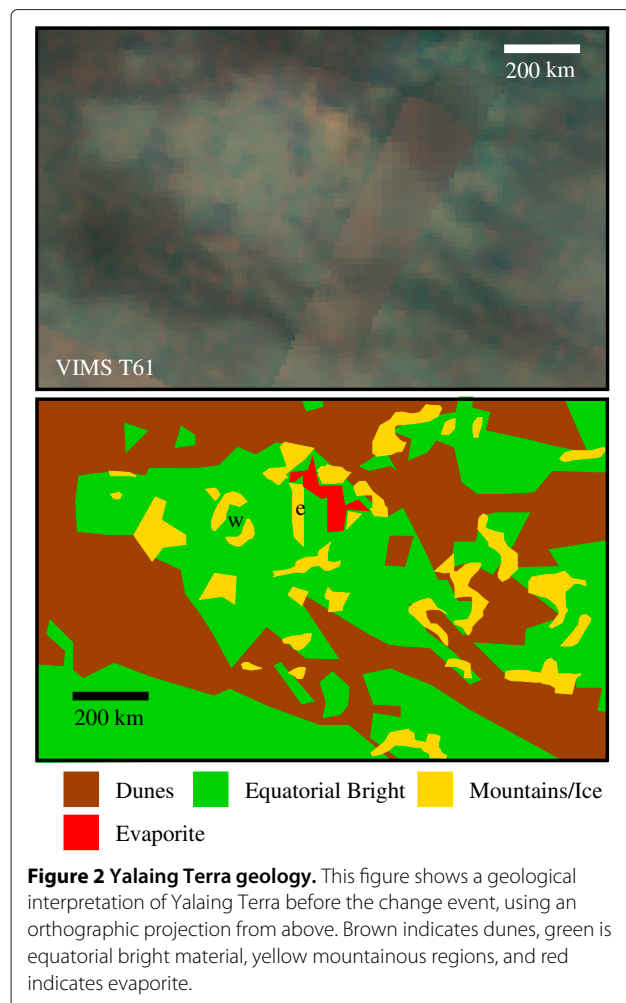 200 km
VIMS T61
w
e
200 km
Dunes Equatorial Bright Mountains/Ice
Evaporite
Figure 2 Yalaing Terra geology. This figure shows a geological
interpretation of Yalaing Terra before the change event, using an
orthographic projection from above. Brown indicates dunes, green is
equatorial bright material, yellow mountainous regions, and red
indicates evaporite.